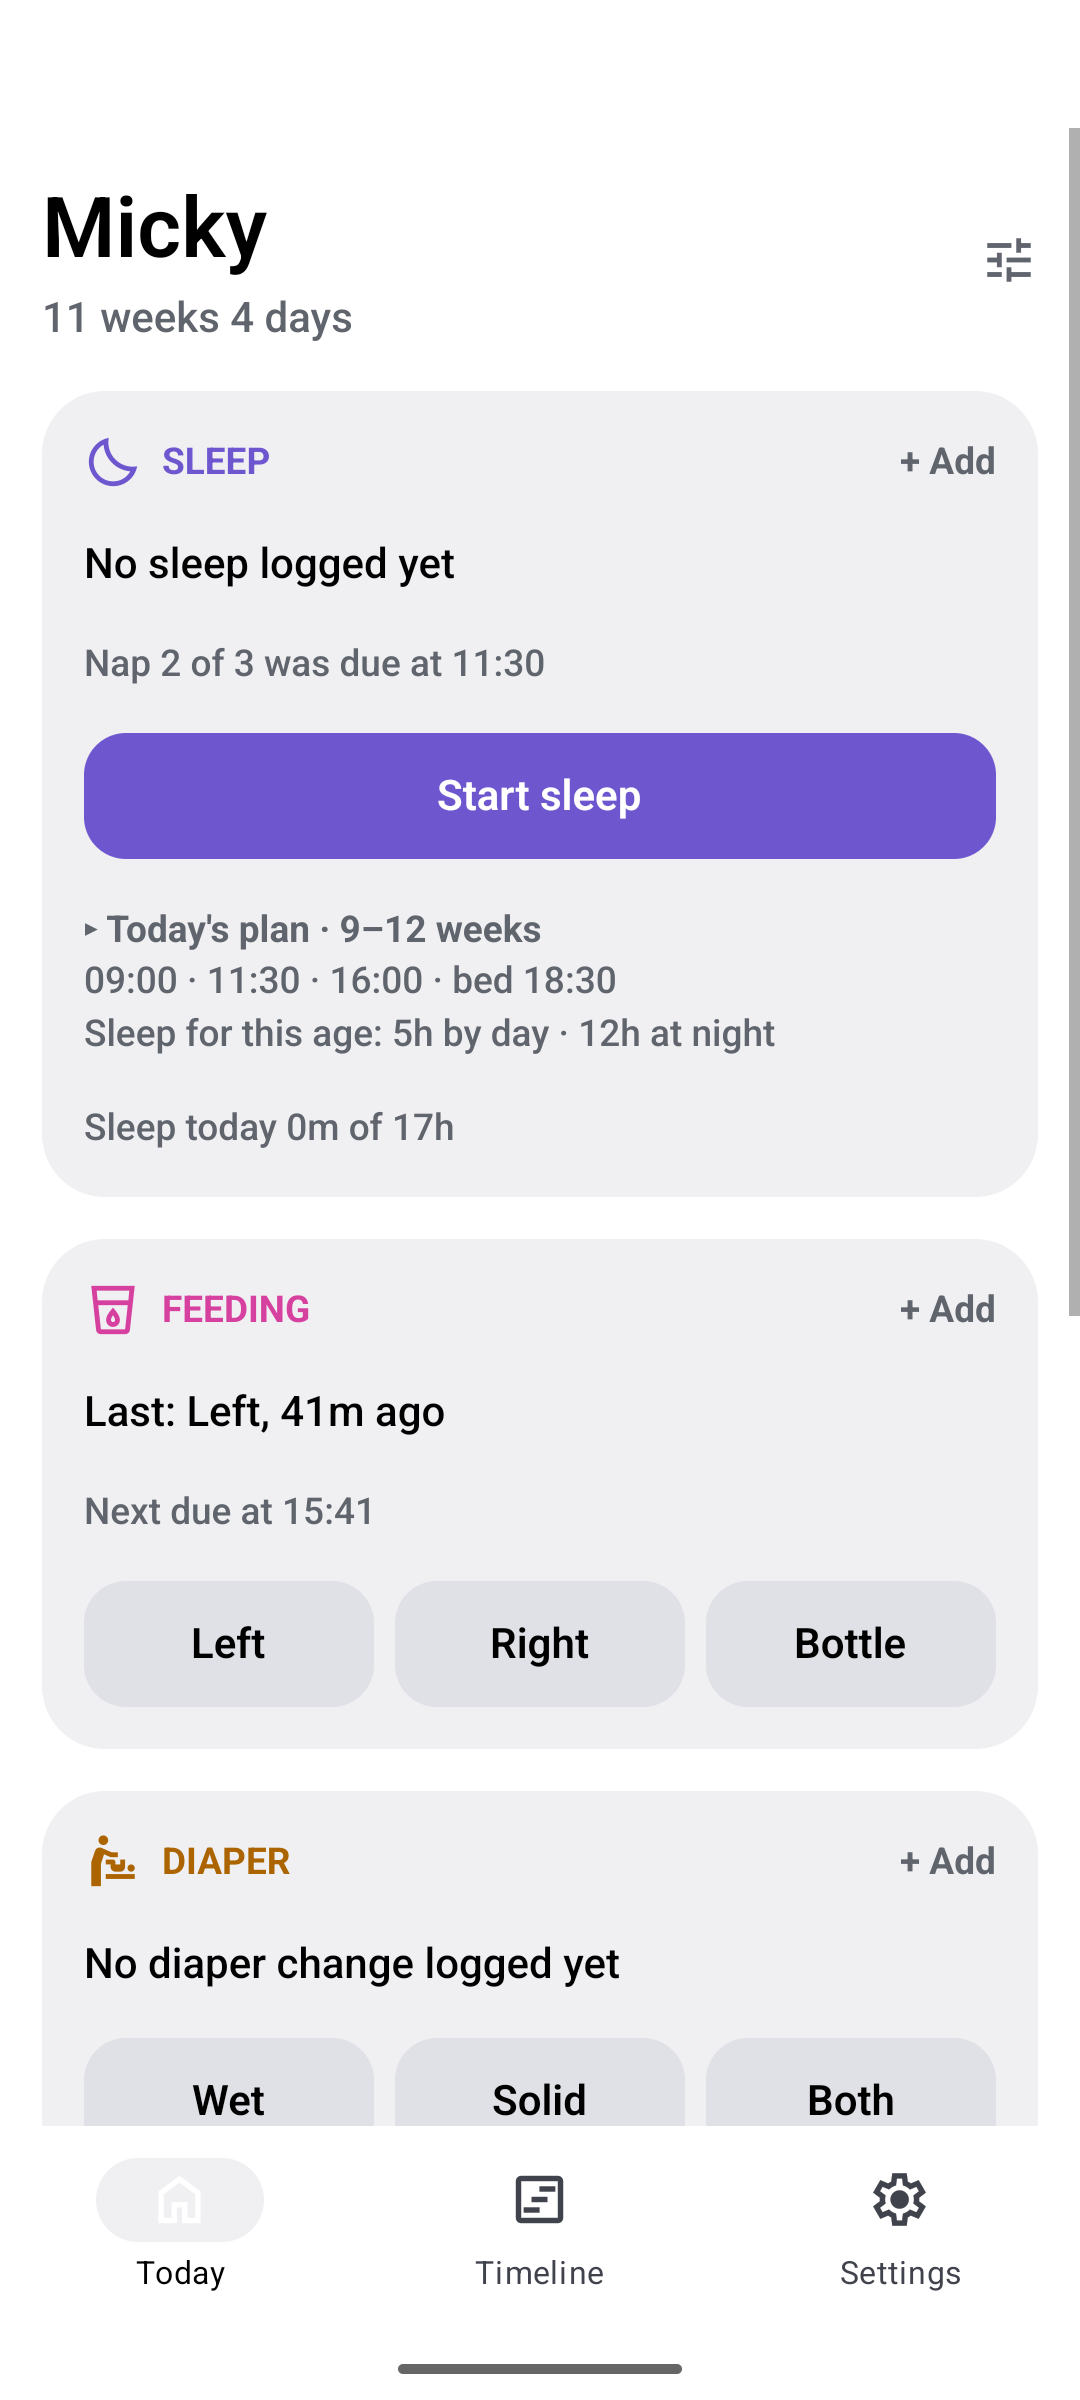 Micky
11 weeks 4 days
SLEEP
+ Add
No sleep logged yet
Nap 2 of 3 was due at 11:30
Start sleep
▸ Today's plan · 9–12 weeks
09:00 · 11:30 · 16:00 · bed 18:30
Sleep for this age: 5h by day · 12h at night
Sleep today 0m of 17h
FEEDING
+ Add
Last: Left, 41m ago
Next due at 15:41
Left
Right
Bottle
DIAPER
+ Add
No diaper change logged yet
Wet
Solid
Both
Today
Timeline
Settings